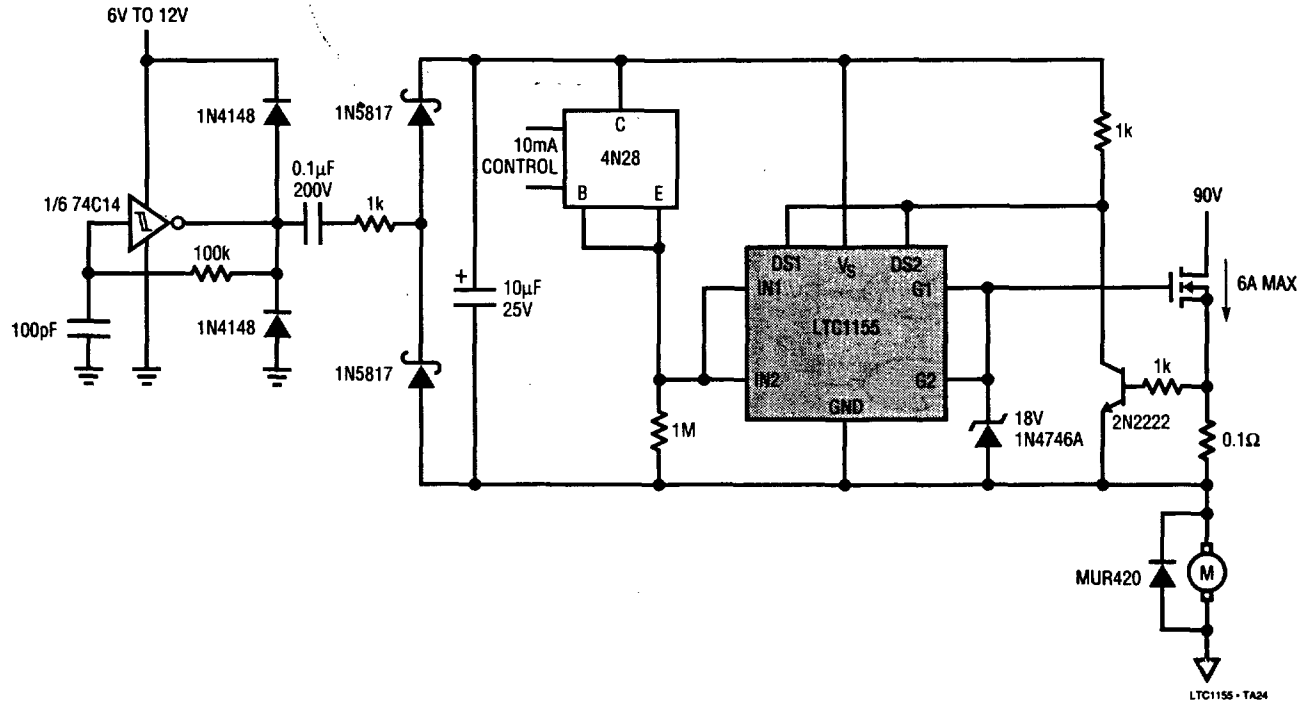 6V TO 12V
1N4148
1N5817
0.1µF
200V
1k
1/6 74C14
100k
100pF
1N4148
1N5817
+
10µF
25V
10mA
CONTROL
C
4N28
B
E
1M
DS1
VS
DS2
IN1
G1
LTC1155
IN2
G2
GND
18V
1N4746A
1k
90V
6A MAX
1k
2N2222
0.1Ω
MUR420
M
LTC1155 • TA24